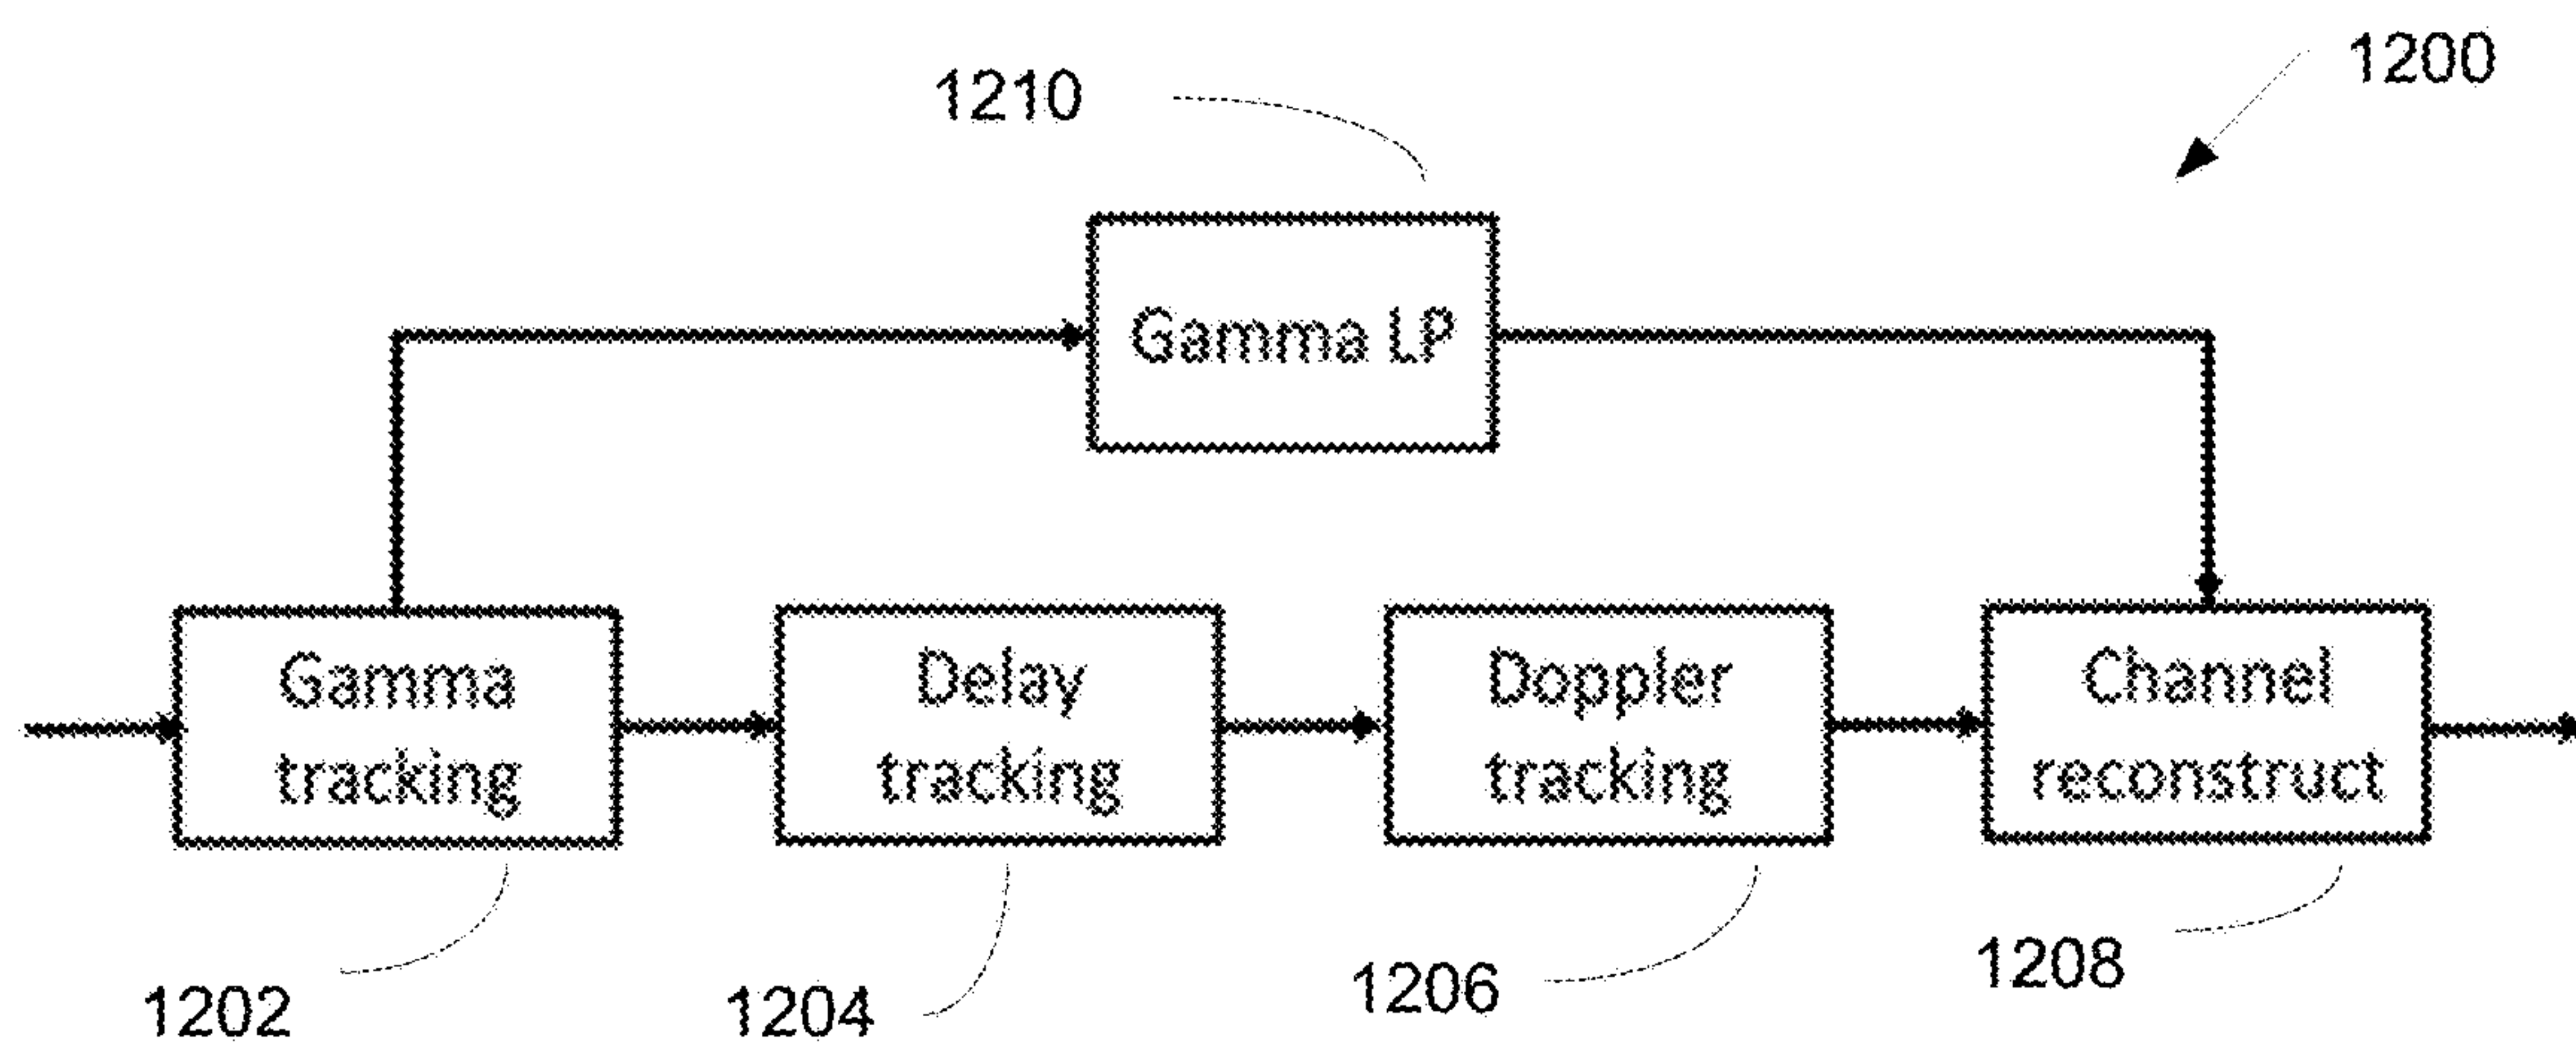 1200
1210
Gamma LP
Gamma
tracking
Delay
tracking
Doppler
tracking
Channel
reconstruct
1202
1204
1206
1208